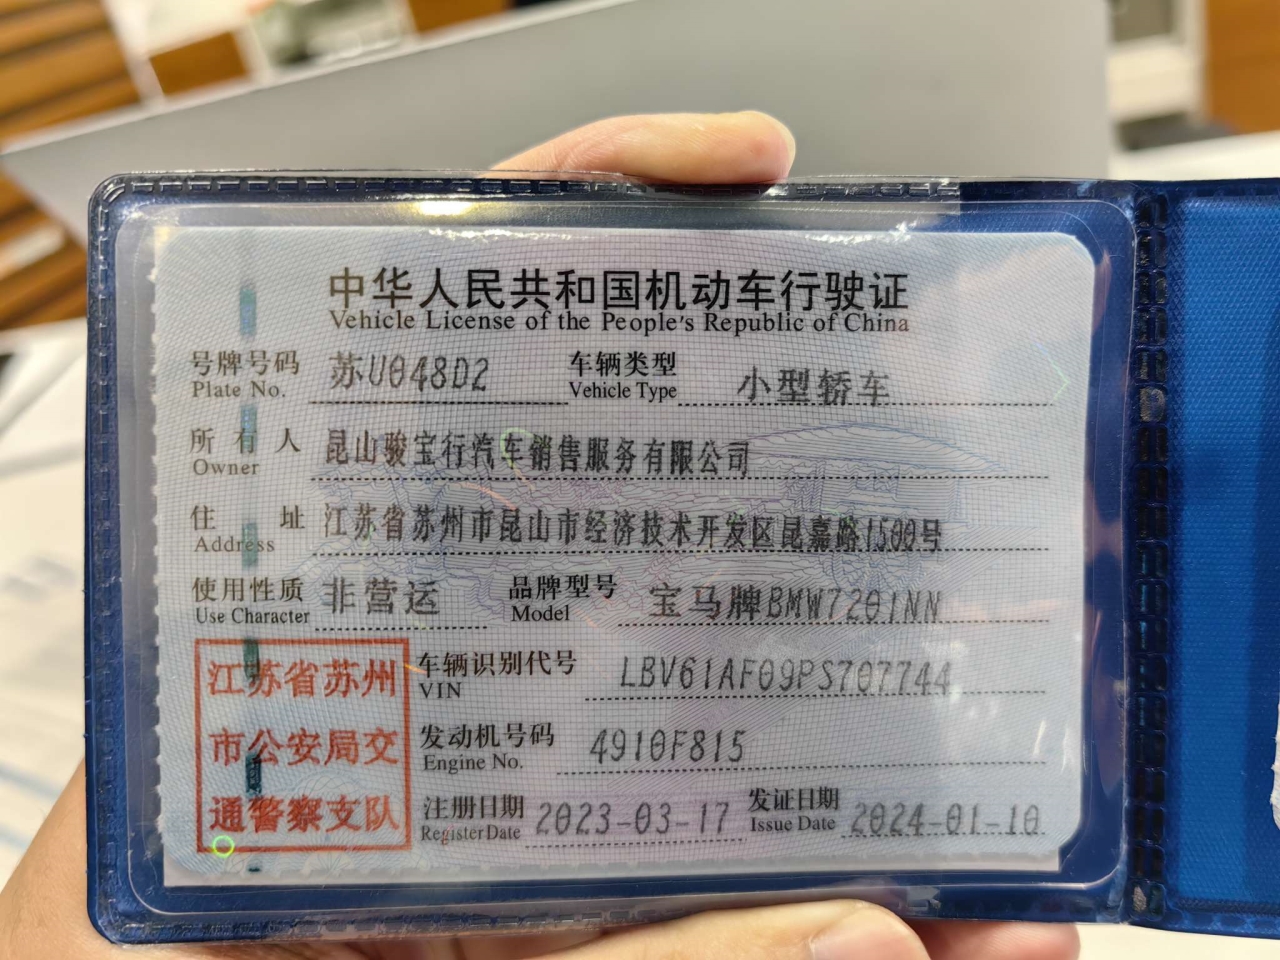 中华人民共和国机动车行驶证
Vehicle License of the People's Republic of China
号牌号码 苏U048D2 车辆类型 小型轿车
Plate No. Vehicle Type
所有人 昆山骏宝行汽车销售服务有限公司
Owner
住址 江苏省苏州市昆山市经济技术开发区昆嘉路1500号
Address
使用性质 非营运 品牌型号 宝马牌BMW7201NN
Use Character Model
江苏省苏州
市公安局交
通警察支队
车辆识别代号 LBV61AF09PS707744
VIN
发动机号码 4910F815
Engine No.
注册日期 2023-03-17 发证日期 2024-01-10
Register Date Issue Date